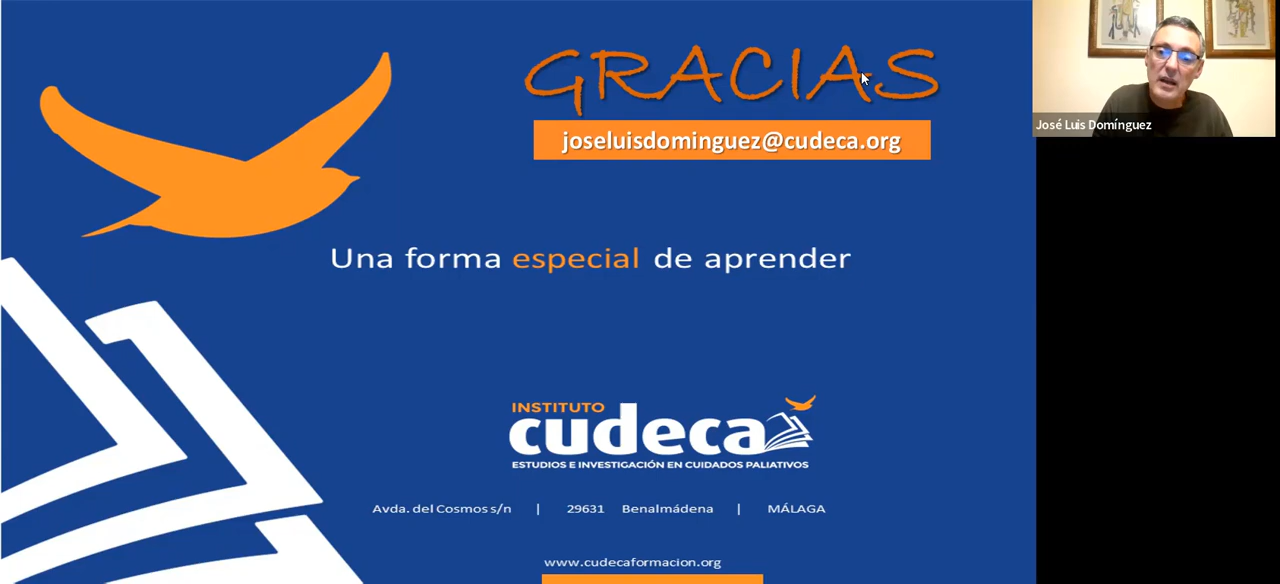 GRACIAS
joseluisdominguez@cudeca.org
José Luis Domínguez
Una forma especial de aprender
INSTITUTO
cudeca
ESTUDIOS E INVESTIGACIÓN EN CUIDADOS PALIATIVOS
Avda. del Cosmos s/n | 29631 Benalmádena | MÁLAGA
www.cudecaformacion.org